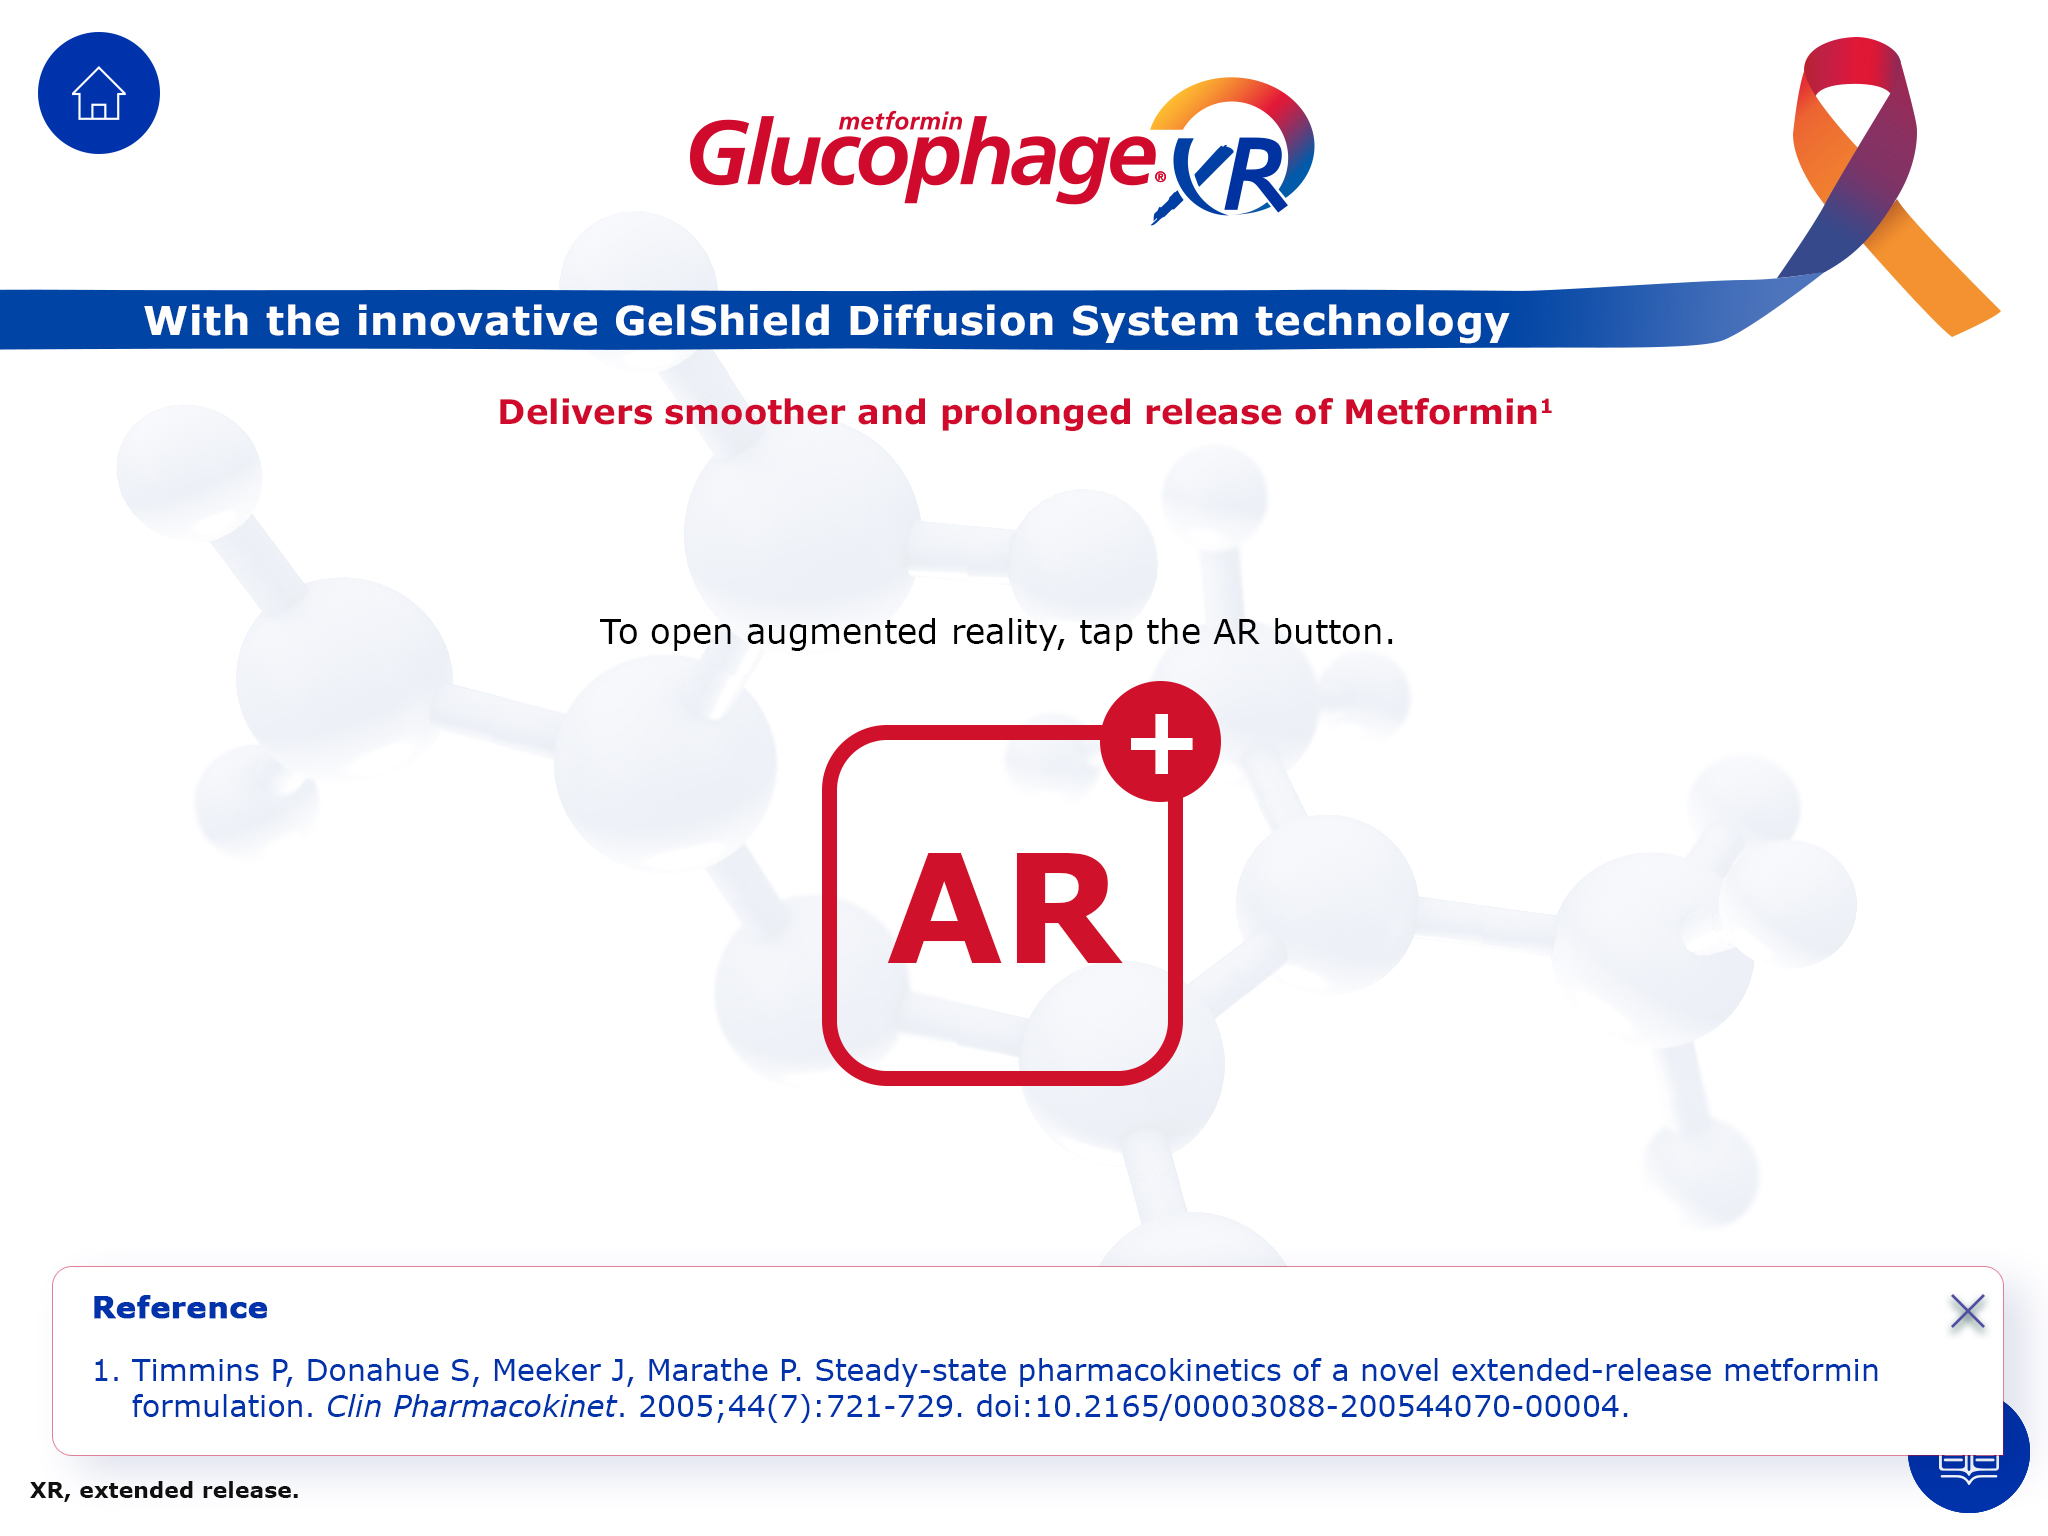 metformin
Glucophage® XR
With the innovative GelShield Diffusion System technology
Delivers smoother and prolonged release of Metformin¹
To open augmented reality, tap the AR button.
+
AR
Reference
1. Timmins P, Donahue S, Meeker J, Marathe P. Steady-state pharmacokinetics of a novel extended-release metformin
formulation. Clin Pharmacokinet. 2005;44(7):721-729. doi:10.2165/00003088-200544070-00004.
XR, extended release.